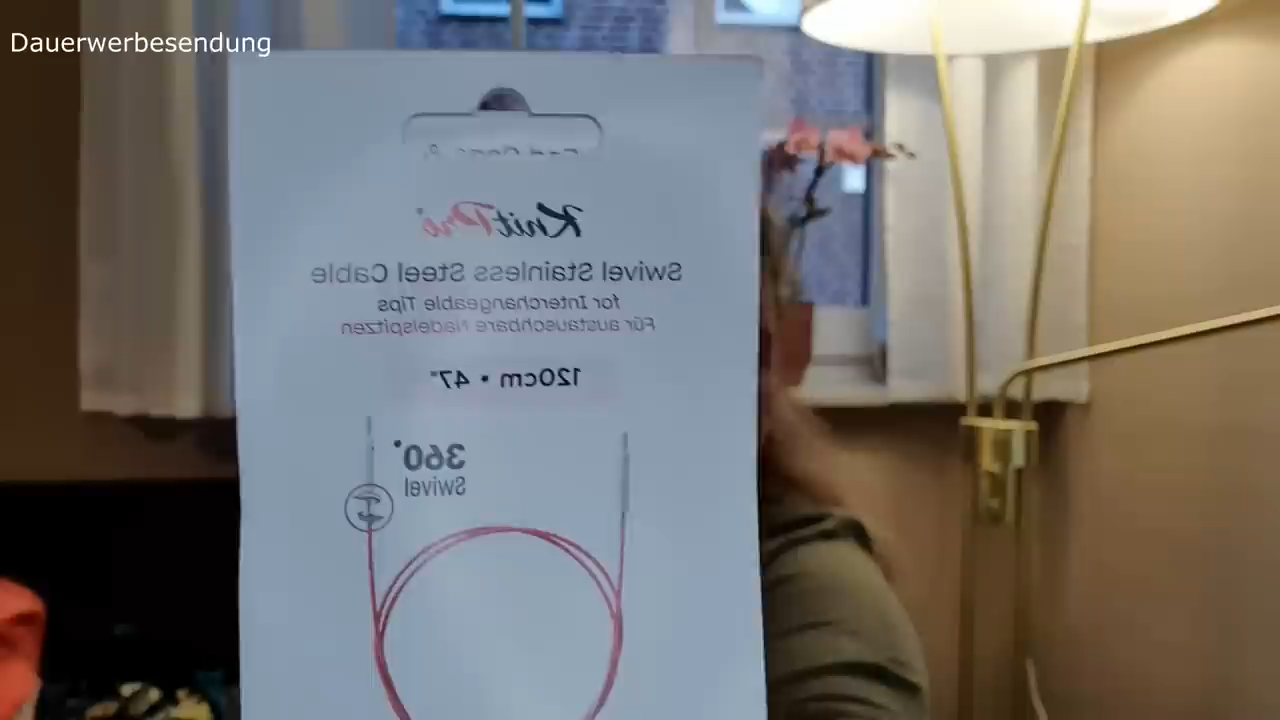 Dauerwerbesendung
KnitPro
Swivel Stainless Steel Cable
for Interchangeable Tips
Für austauschbare Nadelspitzen
120cm • 47"
360°
Swivel